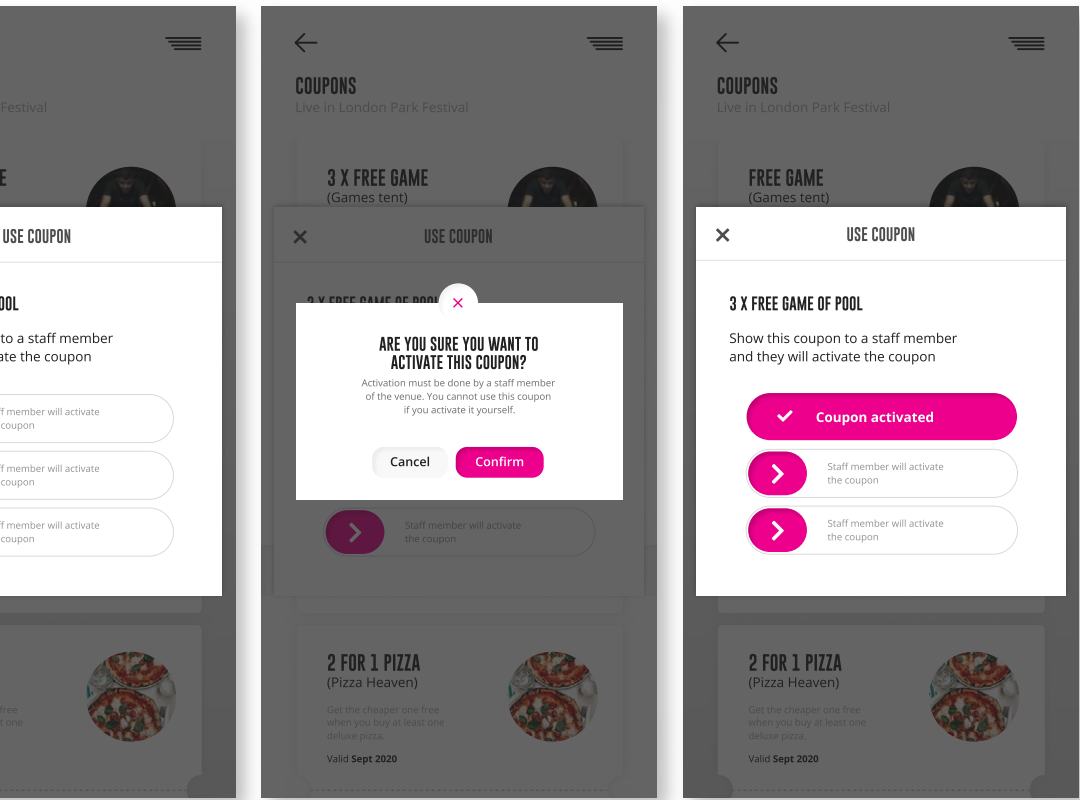 Festival
USE COUPON
OOL
to a staff member
ate the coupon
ff member will activate
coupon
ff member will activate
coupon
ff member will activate
coupon
free
t one
COUPONS
Live in London Park Festival
3 X FREE GAME
(Games tent)
USE COUPON
3 X FREE GAME OF POOL
ARE YOU SURE YOU WANT TO
ACTIVATE THIS COUPON?
Activation must be done by a staff member
of the venue. You cannot use this coupon
if you activate it yourself.
Cancel
Confirm
Staff member will activate
the coupon
2 FOR 1 PIZZA
(Pizza Heaven)
Get the cheaper one free
when you buy at least one
deluxe pizza.
Valid Sept 2020
COUPONS
Live in London Park Festival
FREE GAME
(Games tent)
USE COUPON
3 X FREE GAME OF POOL
Show this coupon to a staff member
and they will activate the coupon
Coupon activated
Staff member will activate
the coupon
Staff member will activate
the coupon
2 FOR 1 PIZZA
(Pizza Heaven)
Get the cheaper one free
when you buy at least one
deluxe pizza.
Valid Sept 2020